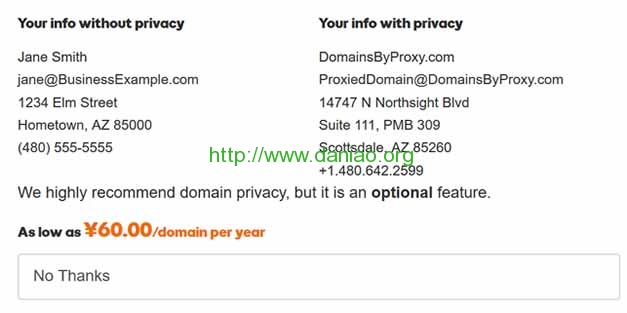 Your info without privacy
Jane Smith
jane@BusinessExample.com
1234 Elm Street
Hometown, AZ 85000
(480) 555-5555
Your info with privacy
DomainsByProxy.com
ProxiedDomain@DomainsByProxy.com
14747 N Northsight Blvd
Suite 111, PMB 309
Scottsdale, AZ 85260
+1.480.642.2599
http://www.daniao.org
We highly recommend domain privacy, but it is an optional feature.
As low as ¥60.00/domain per year
No Thanks